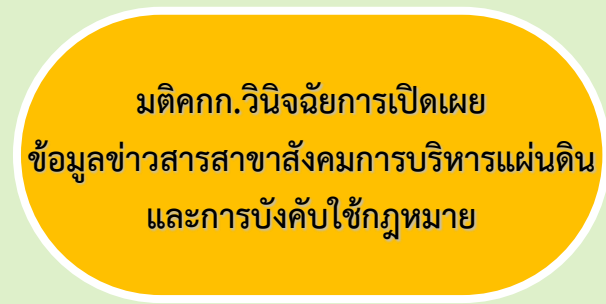 มติคกก.วินิจฉัยการเปิดเผย
ข้อมูลข่าวสารสาขาสังคมการบริหารแผ่นดิน
และการบังคับใช้กฎหมาย